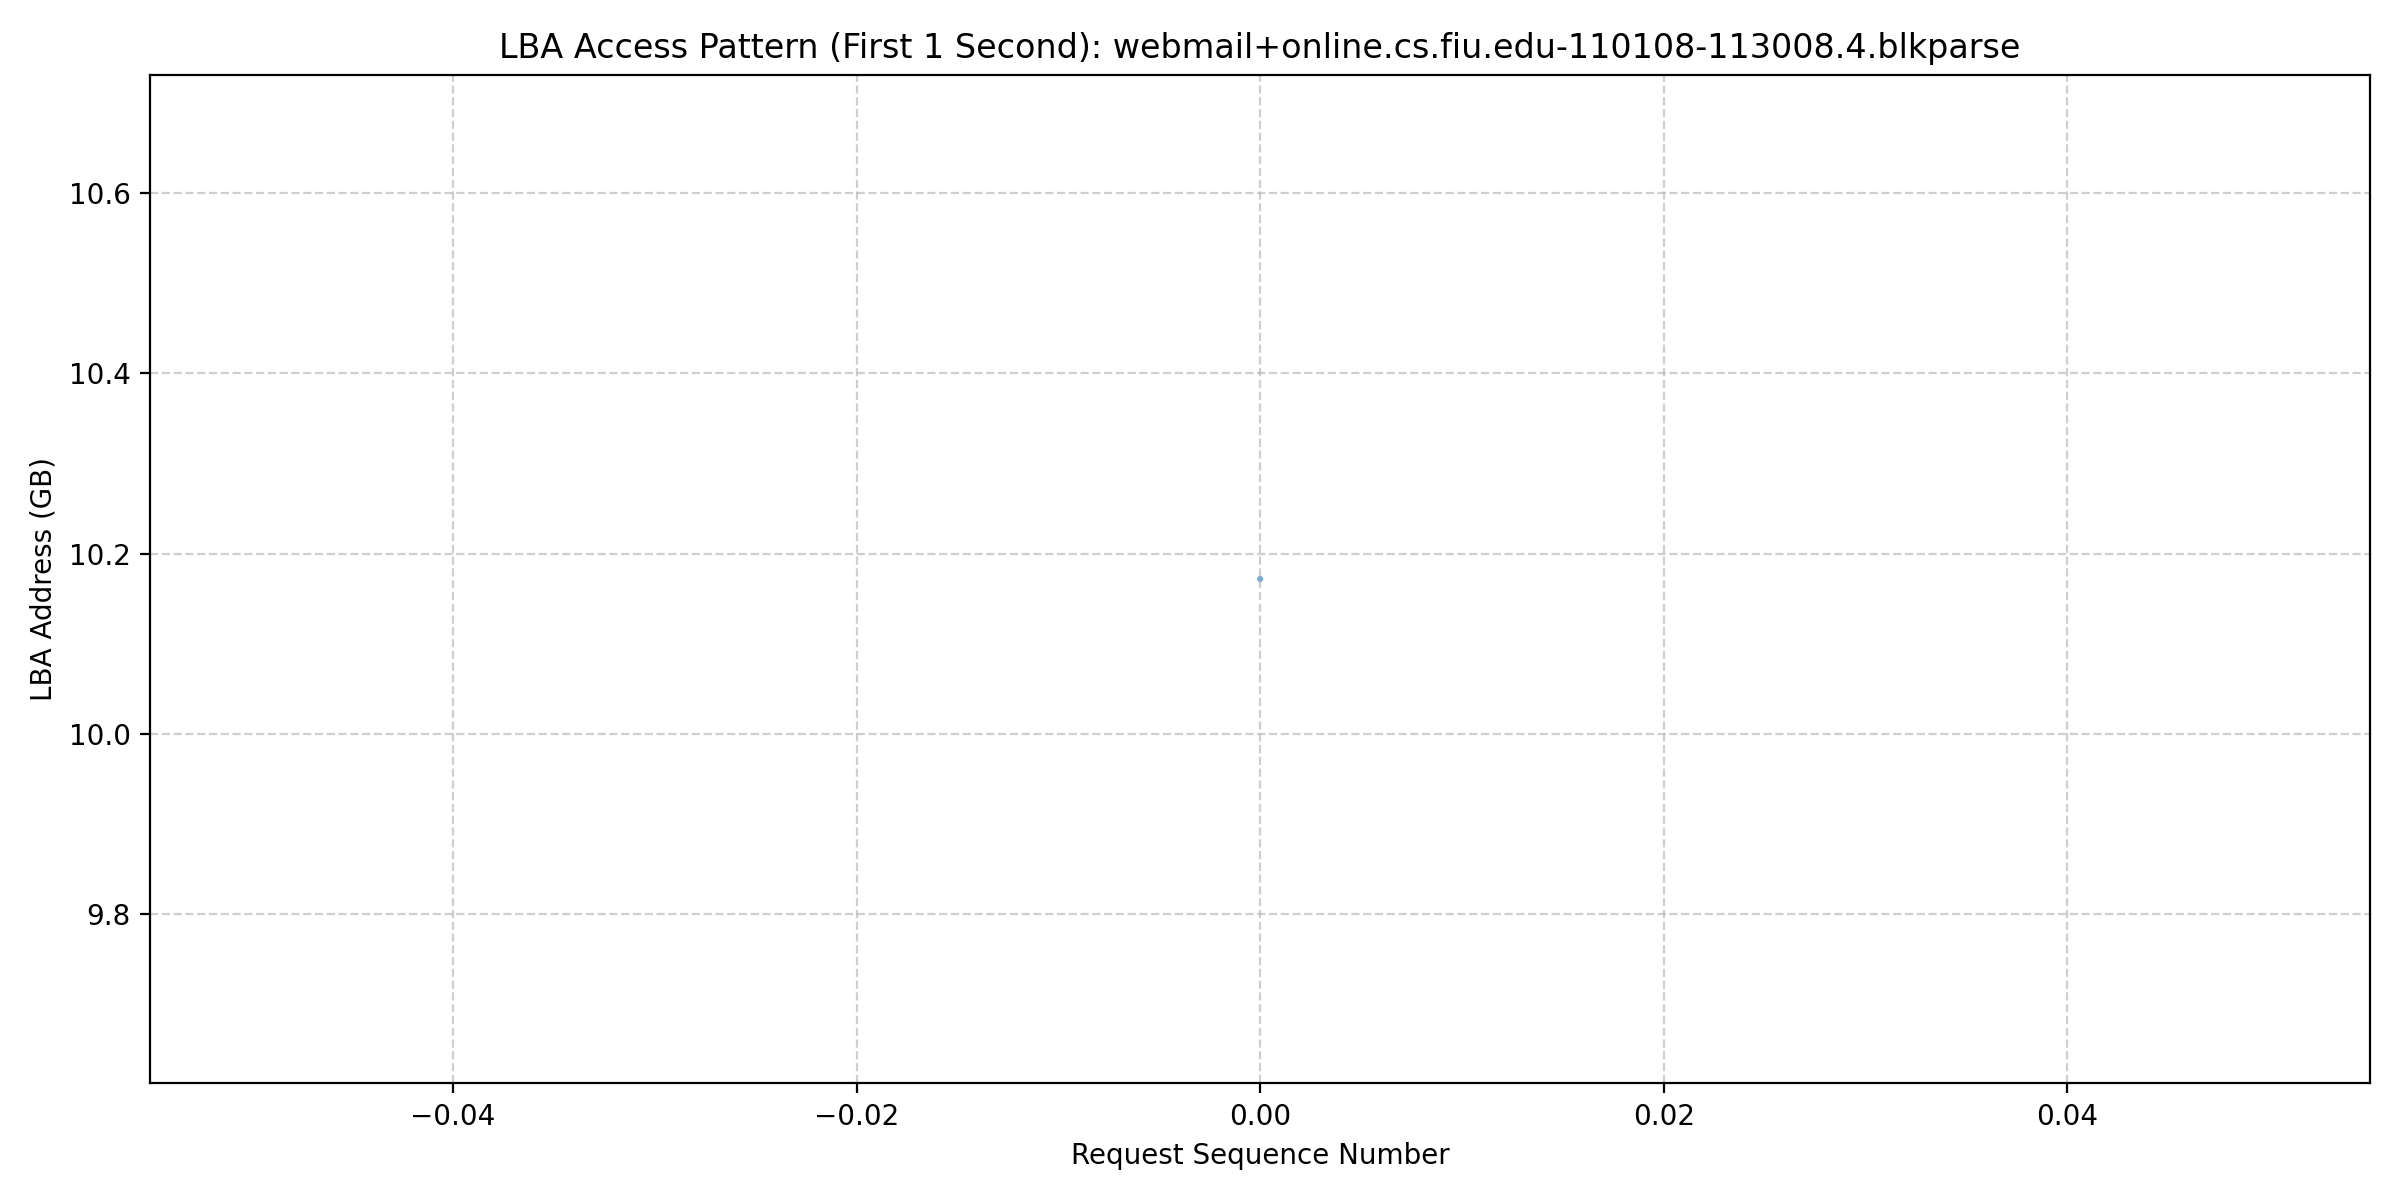 LBA Access Pattern (First 1 Second): webmail+online.cs.fiu.edu-110108-113008.4.blkparse
LBA Address (GB)
10.6
10.4
10.2
10.0
9.8
−0.04 −0.02 0.00 0.02 0.04
Request Sequence Number